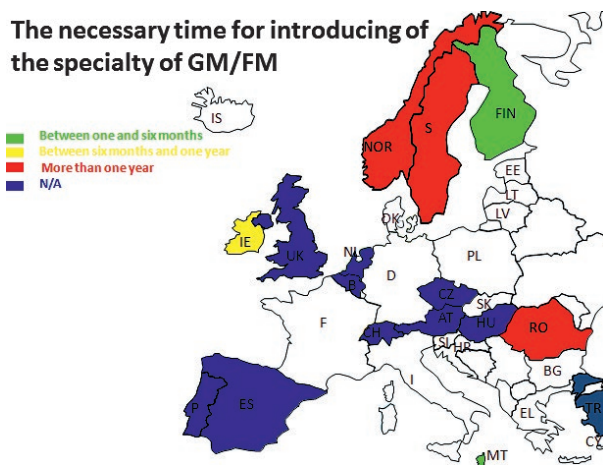 The necessary time for introducing of
the specialty of GM/FM
IS
Between one and six months
Between six months and one year
More than one year
N/A
FIN
S
NOR
EE
LT
LV
DK
IE
UK
NL
B
D
PL
CZ
SK
AT
HU
F
CH
SI
HR
RO
BG
I
P
ES
EL
TR
CY
MT